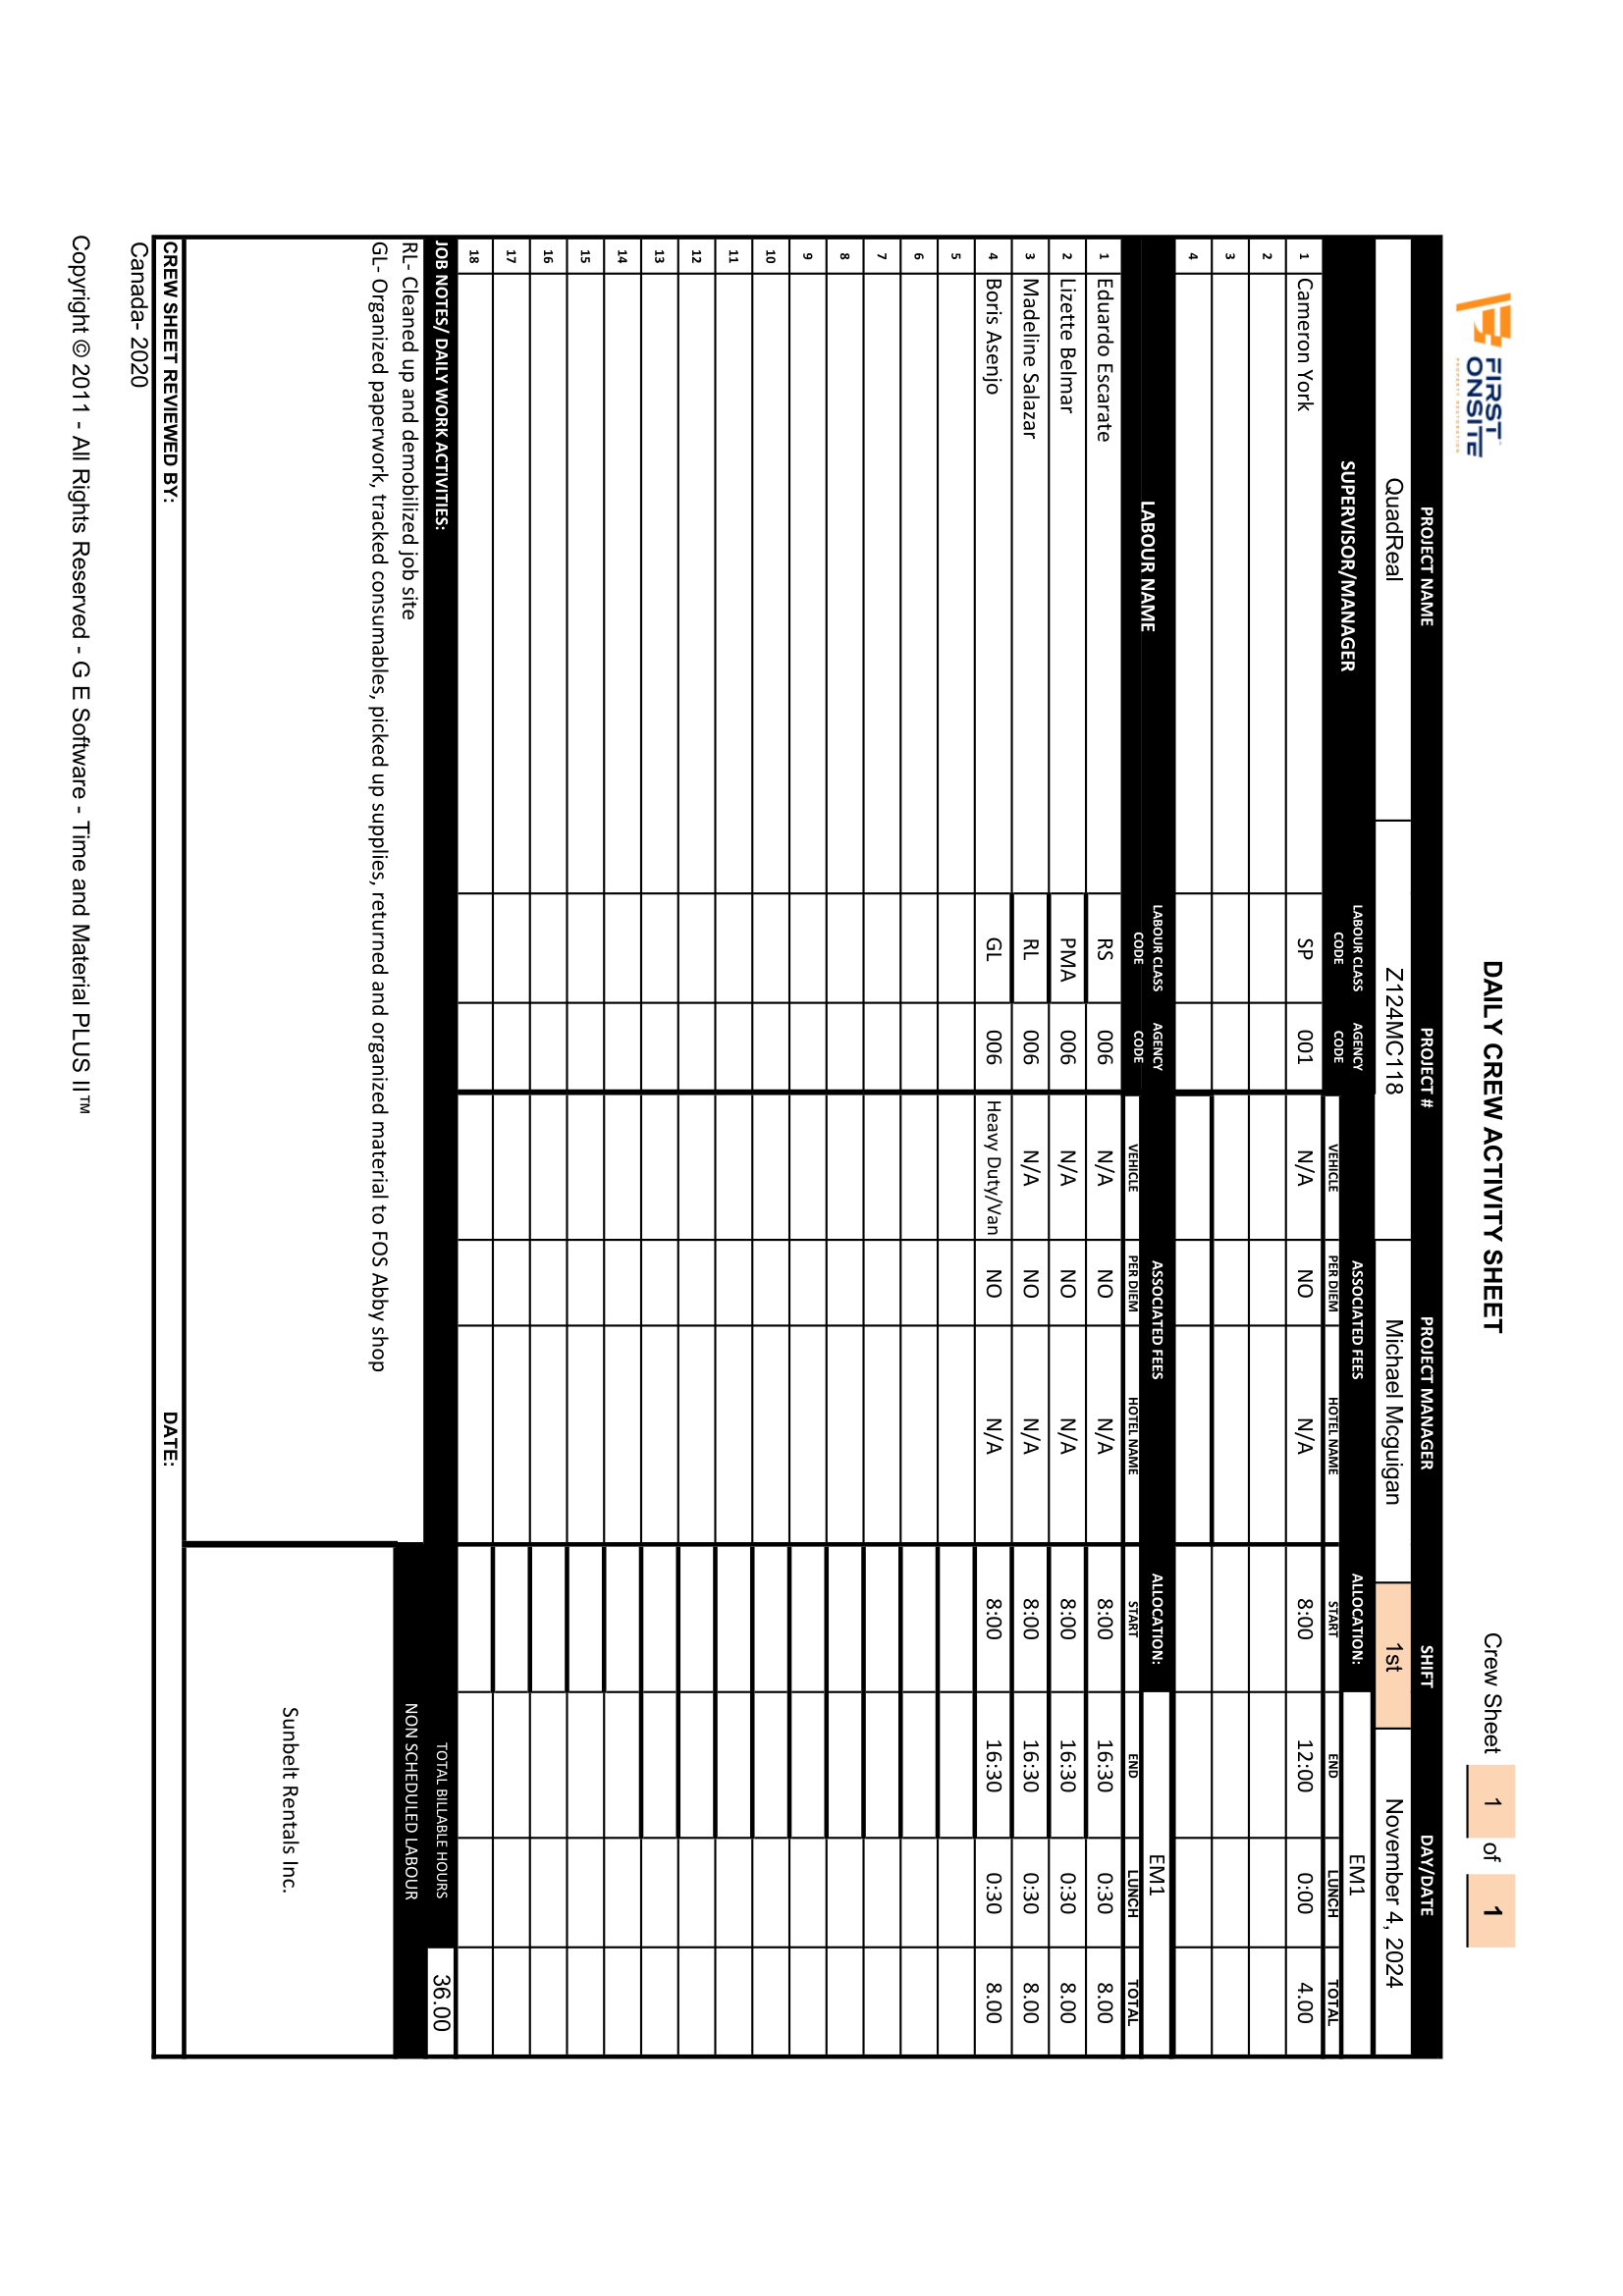 FIRST
ONSITE
PROPERTY RESTORATION
DAILY CREW ACTIVITY SHEET
Crew Sheet 1 of 1
PROJECT NAME PROJECT # PROJECT MANAGER SHIFT DAY/DATE
QuadReal Z124MC118 Michael Mcguigan 1st November 4, 2024
SUPERVISOR/MANAGER LABOUR CLASS CODE AGENCY CODE ASSOCIATED FEES ALLOCATION: EM1
VEHICLE PER DIEM HOTEL NAME START END LUNCH TOTAL
1 Cameron York SP 001 N/A NO N/A 8:00 12:00 0:00 4.00
2
3
4
LABOUR NAME LABOUR CLASS CODE AGENCY CODE ASSOCIATED FEES ALLOCATION: EM1
VEHICLE PER DIEM HOTEL NAME START END LUNCH TOTAL
1 Eduardo Escarate RS 006 N/A NO N/A 8:00 16:30 0:30 8.00
2 Lizette Belmar PMA 006 N/A NO N/A 8:00 16:30 0:30 8.00
3 Madeline Salazar RL 006 N/A NO N/A 8:00 16:30 0:30 8.00
4 Boris Asenjo GL 006 Heavy Duty/Van NO N/A 8:00 16:30 0:30 8.00
5
6
7
8
9
10
11
12
13
14
15
16
17
18
JOB NOTES/ DAILY WORK ACTIVITIES: TOTAL BILLABLE HOURS 36.00
RL- Cleaned up and demobilized job site
NON SCHEDULED LABOUR
GL- Organized paperwork, tracked consumables, picked up supplies, returned and organized material to FOS Abby shop
Sunbelt Rentals Inc.
CREW SHEET REVIEWED BY: DATE:
Canada- 2020
Copyright © 2011 - All Rights Reserved - G E Software - Time and Material PLUS II™